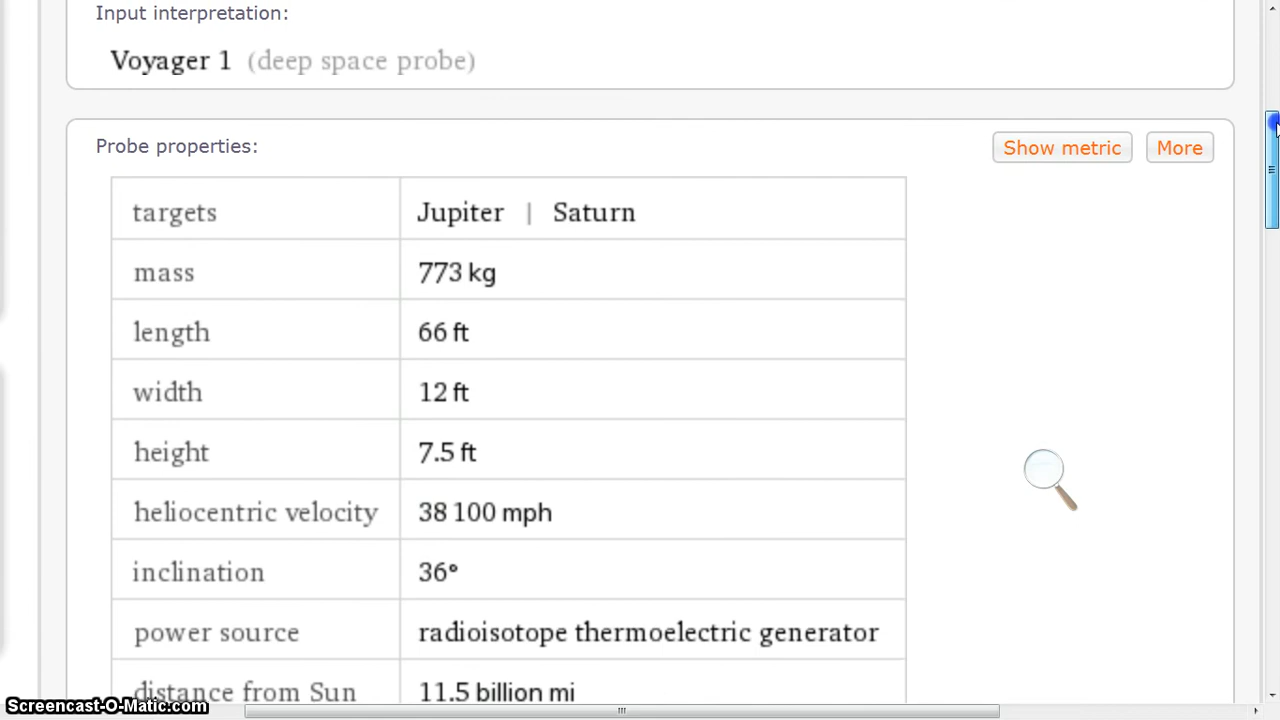 Input interpretation:
Voyager 1 (deep space probe)
Probe properties: Show metric More
targets Jupiter | Saturn
mass 773 kg
length 66 ft
width 12 ft
height 7.5 ft
heliocentric velocity 38 100 mph
inclination 36°
power source radioisotope thermoelectric generator
distance from Sun 11.5 billion mi
Screencast-O-Matic.com